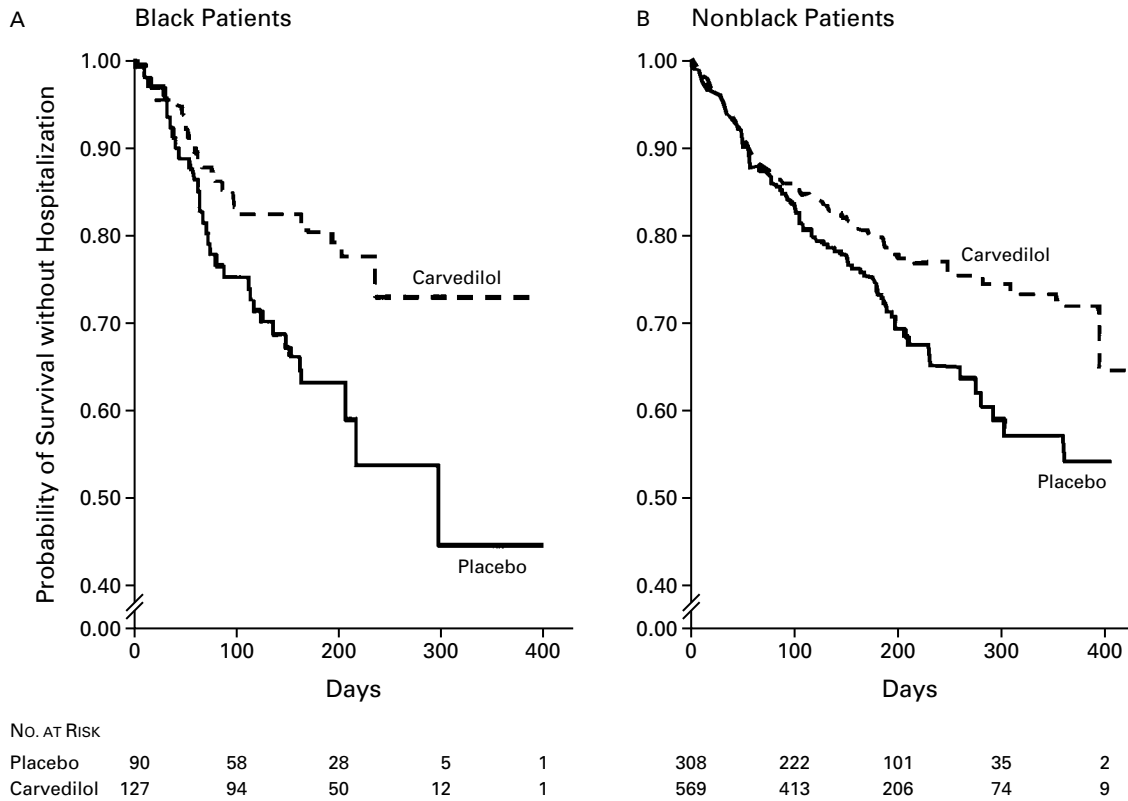 A Black Patients
Probability of Survival without Hospitalization
1.00
0.90
0.80
0.70
0.60
0.50
0.40
0.00
Carvedilol
Placebo
0 100 200 300 400
Days
B Nonblack Patients
1.00
0.90
0.80
0.70
0.60
0.50
0.40
0.00
Carvedilol
Placebo
0 100 200 300 400
Days
NO. AT RISK
Placebo 90 58 28 5 1 308 222 101 35 2
Carvedilol 127 94 50 12 1 569 413 206 74 9